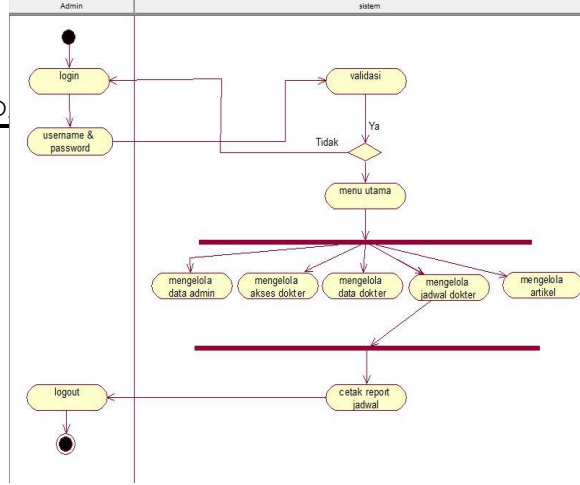 Admin
sistem
login
validasi
username &
password
Ya
Tidak
menu utama
mengelola
data admin
mengelola
akses dokter
mengelola
data dokter
mengelola
jadwal dokter
mengelola
artikel
logout
cetak report
jadwal